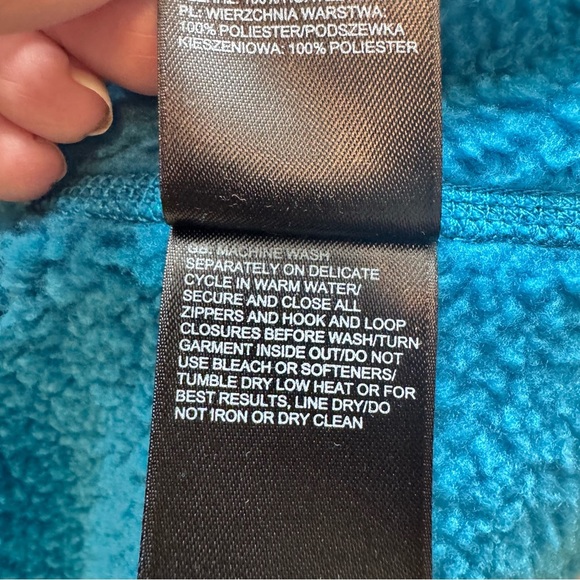 PL: WIERZCHNIA WARSTWA:
100% POLIESTER/PODSZEWKA
KIESZENIOWA: 100% POLIESTER
GB: MACHINE WASH
SEPARATELY ON DELICATE
CYCLE IN WARM WATER/
SECURE AND CLOSE ALL
ZIPPERS AND HOOK AND LOOP
CLOSURES BEFORE WASH/TURN
GARMENT INSIDE OUT/DO NOT
USE BLEACH OR SOFTENERS/
TUMBLE DRY LOW HEAT OR FOR
BEST RESULTS, LINE DRY/DO
NOT IRON OR DRY CLEAN